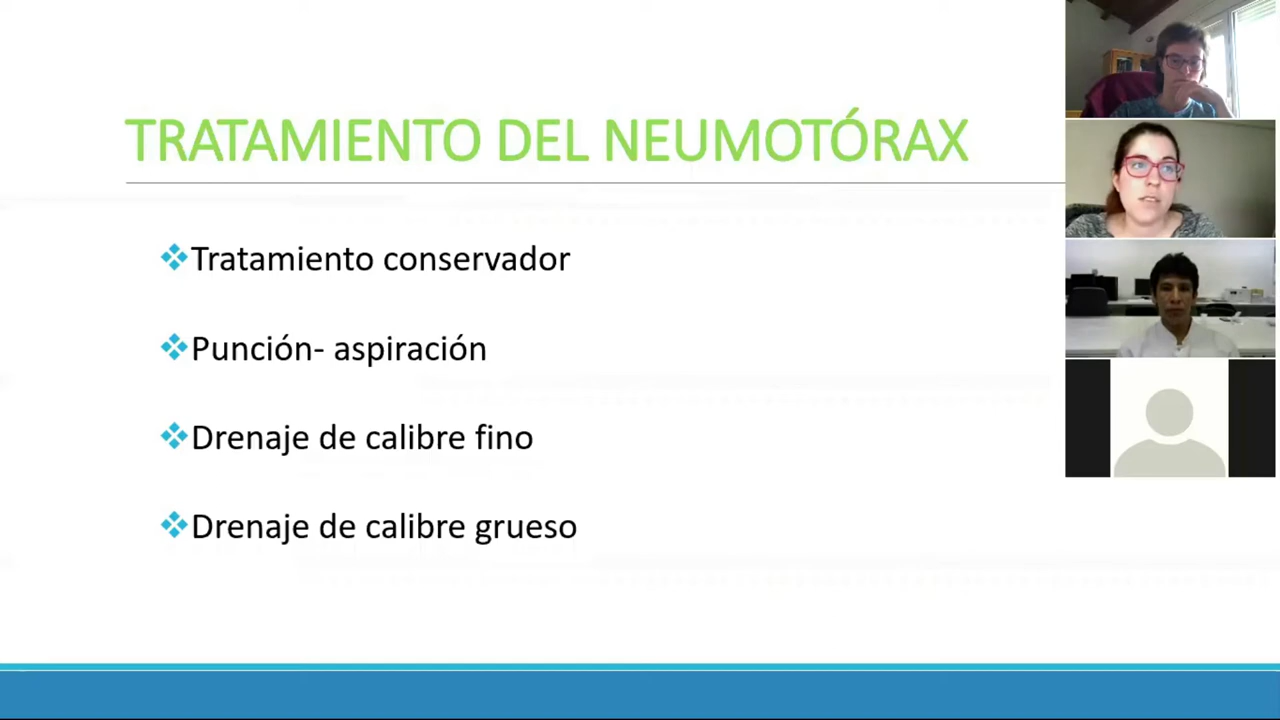 TRATAMIENTO DEL NEUMOTÓRAX
Tratamiento conservador
Punción- aspiración
Drenaje de calibre fino
Drenaje de calibre grueso